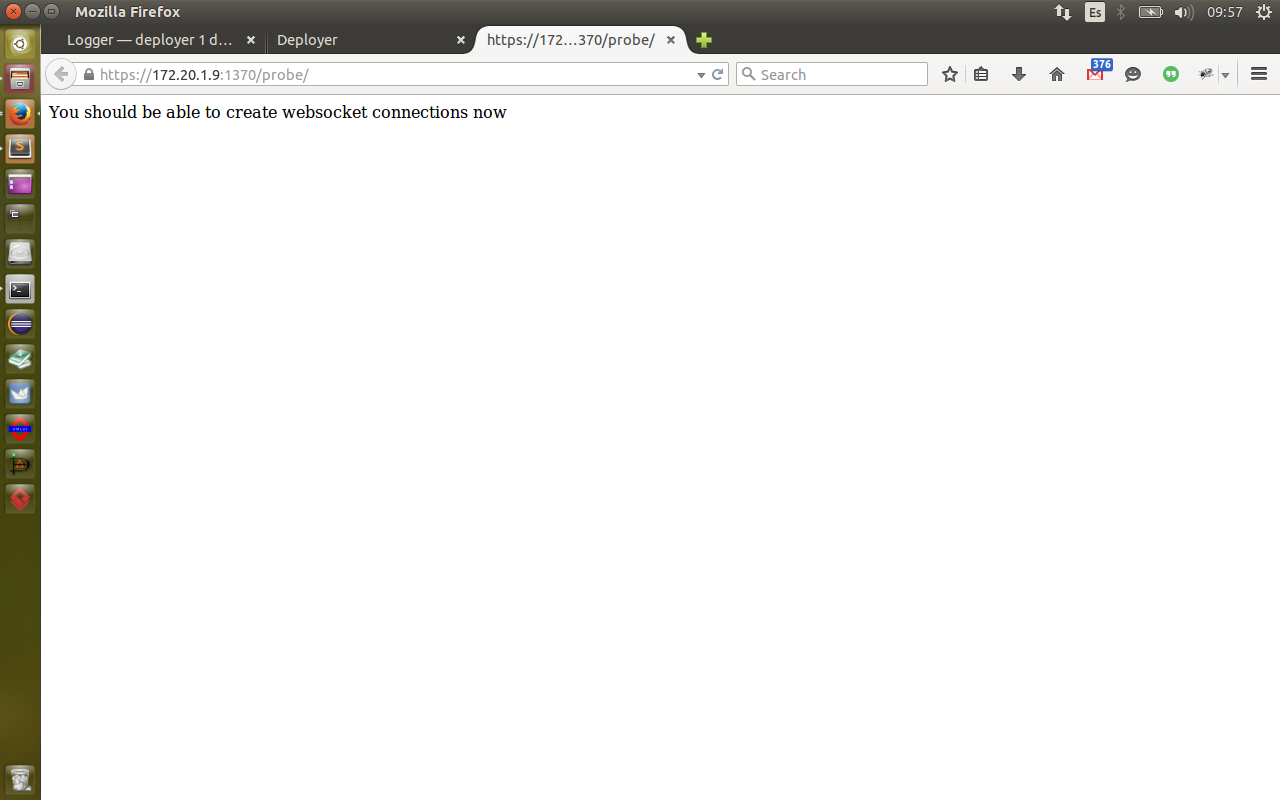 Mozilla Firefox
Es
09:57
Logger — deployer 1 d...
Deployer
https://172...370/probe/
https://172.20.1.9:1370/probe/
Search
376
You should be able to create websocket connections now